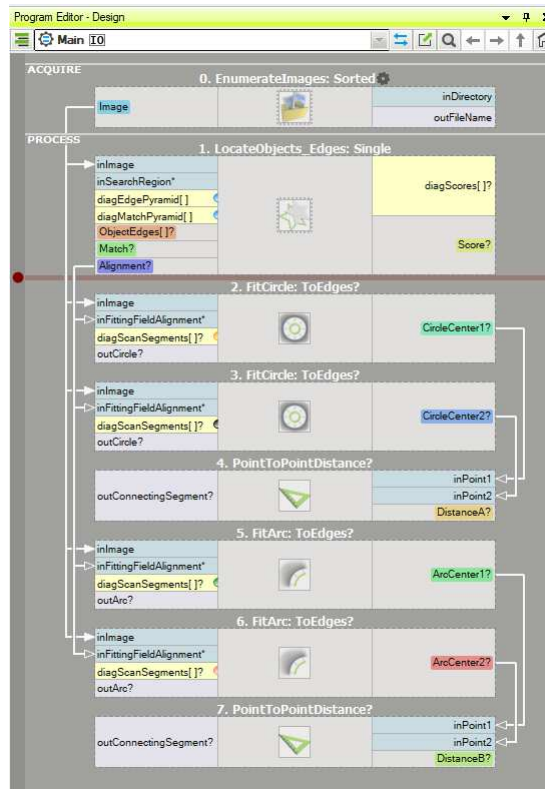 Program Editor - Design
Main IO
ACQUIRE
0. EnumerateImages: Sorted
Image
inDirectory
outFileName
PROCESS
1. LocateObjects_Edges: Single
inImage
inSearchRegion*
diagEdgePyramid[ ]
diagMatchPyramid[ ]
ObjectEdges[ ]?
Match?
Alignment?
diagScores[ ]?
Score?
2. FitCircle: ToEdges?
inImage
inFittingFieldAlignment*
diagScanSegments[ ]?
outCircle?
CircleCenter1?
3. FitCircle: ToEdges?
inImage
inFittingFieldAlignment*
diagScanSegments[ ]?
outCircle?
CircleCenter2?
4. PointToPointDistance?
outConnectingSegment?
inPoint1
inPoint2
DistanceA?
5. FitArc: ToEdges?
inImage
inFittingFieldAlignment*
diagScanSegments[ ]?
outArc?
ArcCenter1?
6. FitArc: ToEdges?
inImage
inFittingFieldAlignment*
diagScanSegments[ ]?
outArc?
ArcCenter2?
7. PointToPointDistance?
outConnectingSegment?
inPoint1
inPoint2
DistanceB?